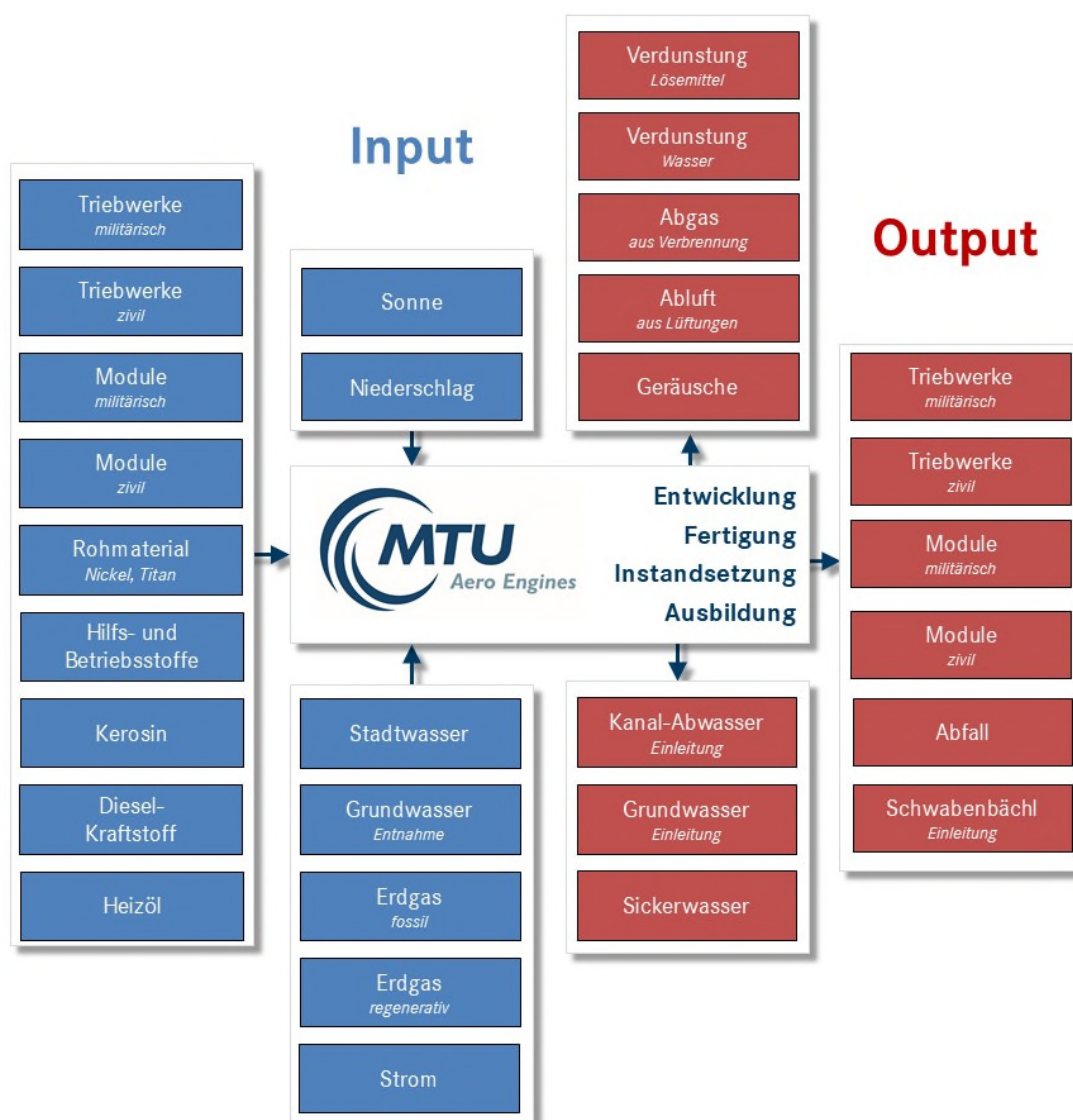 Input
Triebwerke
militärisch
Triebwerke
zivil
Module
militärisch
Module
zivil
Rohmaterial
Nickel, Titan
Hilfs- und
Betriebsstoffe
Kerosin
Diesel-
Kraftstoff
Heizöl
Sonne
Niederschlag
Stadtwasser
Grundwasser
Entnahme
Erdgas
fossil
Erdgas
regenerativ
Strom
MTU
Aero Engines
Entwicklung
Fertigung
Instandsetzung
Ausbildung
Verdunstung
Lösemittel
Verdunstung
Wasser
Abgas
aus Verbrennung
Abluft
aus Lüftungen
Geräusche
Kanal-Abwasser
Einleitung
Grundwasser
Einleitung
Sickerwasser
Output
Triebwerke
militärisch
Triebwerke
zivil
Module
militärisch
Module
zivil
Abfall
Schwabenbächl
Einleitung